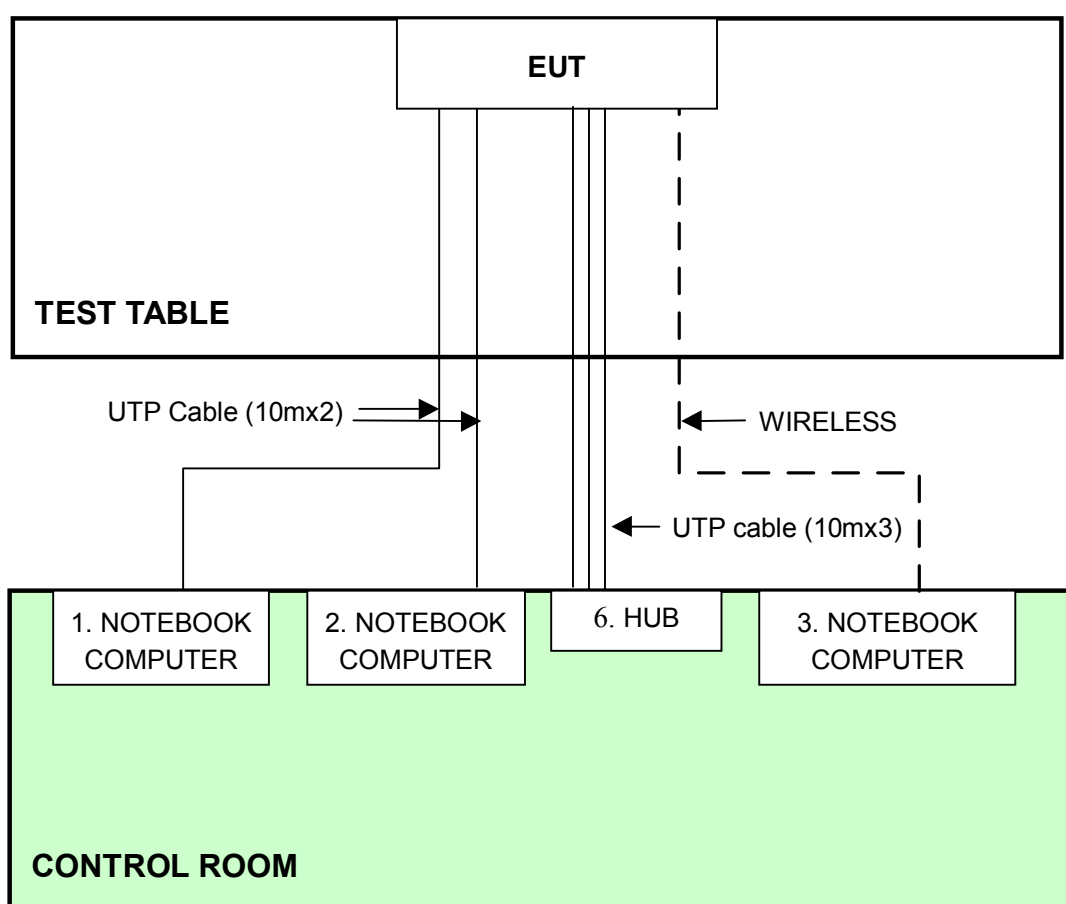 EUT
TEST TABLE
UTP Cable (10mx2)
WIRELESS
UTP cable (10mx3)
1. NOTEBOOK
COMPUTER
2. NOTEBOOK
COMPUTER
6. HUB
3. NOTEBOOK
COMPUTER
CONTROL ROOM